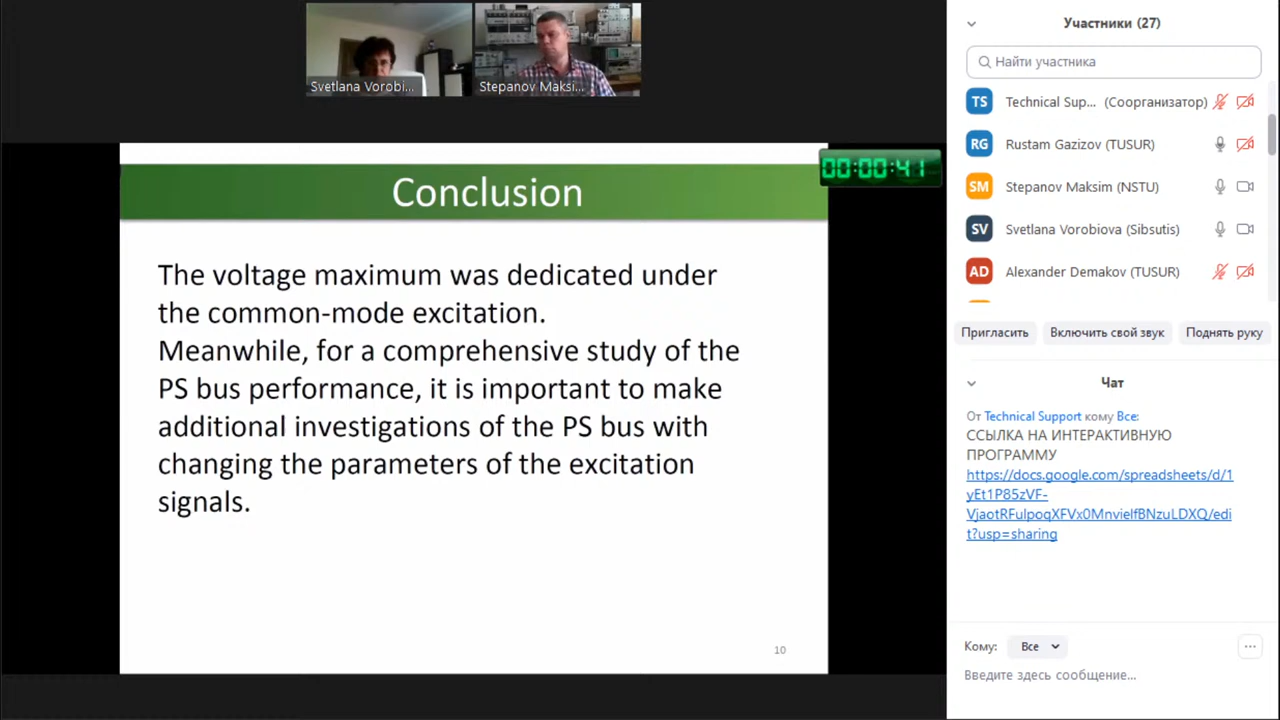 Svetlana Vorobi...
Stepanov Maksi...
00:00:41
Conclusion
The voltage maximum was dedicated under
the common-mode excitation.
Meanwhile, for a comprehensive study of the
PS bus performance, it is important to make
additional investigations of the PS bus with
changing the parameters of the excitation
signals.
10
Участники (27)
Найти участника
TS Technical Sup... (Соорганизатор)
RG Rustam Gazizov (TUSUR)
SM Stepanov Maksim (NSTU)
SV Svetlana Vorobiova (Sibsutis)
AD Alexander Demakov (TUSUR)
Пригласить Включить свой звук Поднять руку
Чат
От Technical Support кому Все:
ССЫЛКА НА ИНТЕРАКТИВНУЮ
ПРОГРАММУ
https://docs.google.com/spreadsheets/d/1
yEt1P85zVF-
VjaotRFulpoqXFVx0MnvielfBNzuLDXQ/edi
t?usp=sharing
Кому: Все
Введите здесь сообщение...